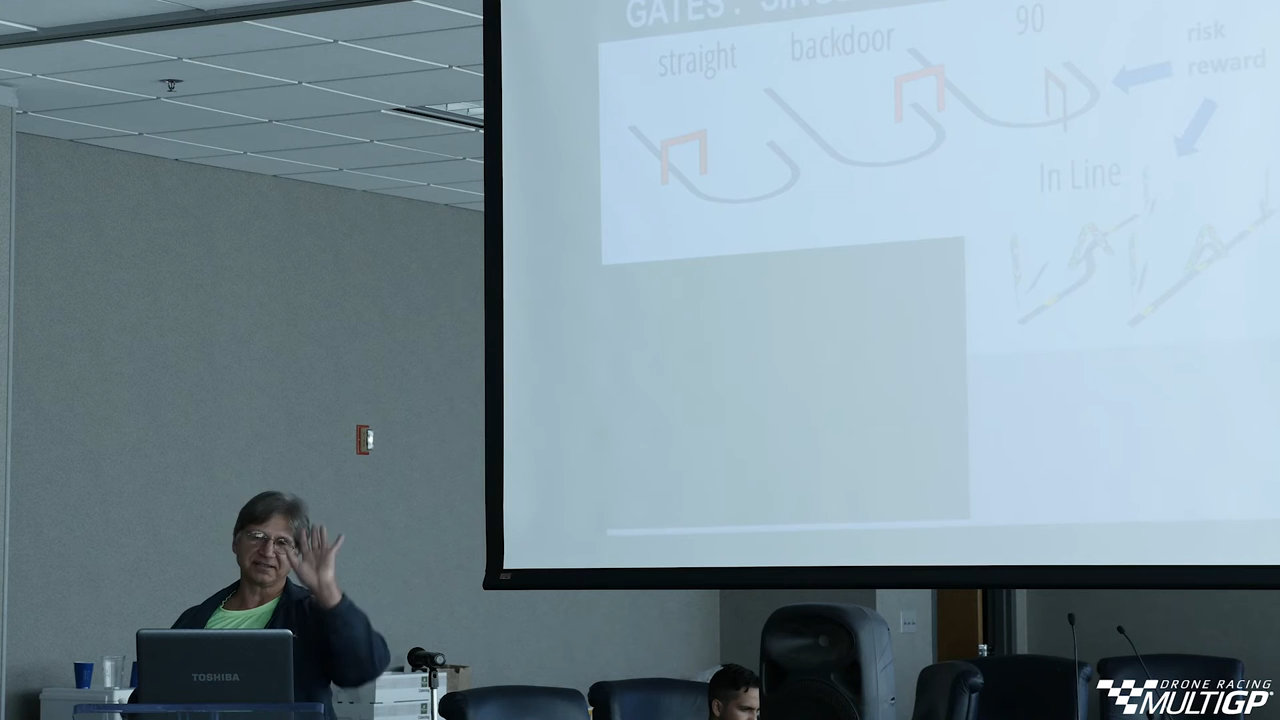 GATES :
straight
backdoor
90
risk
reward
In Line
TOSHIBA
DRONE RACING
MULTIGP